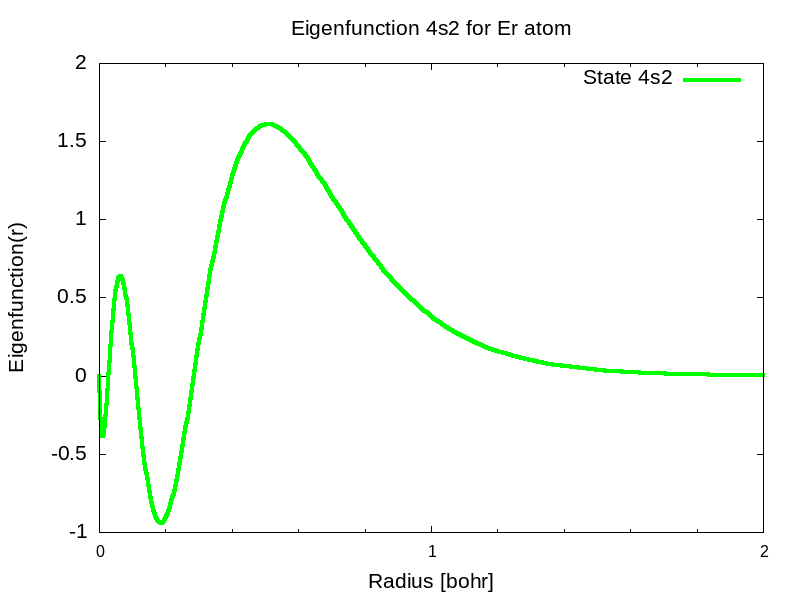 Eigenfunction 4s2 for Er atom
State 4s2
2
1.5
1
0.5
0
-0.5
-1
Eigenfunction(r)
0 1 2
Radius [bohr]